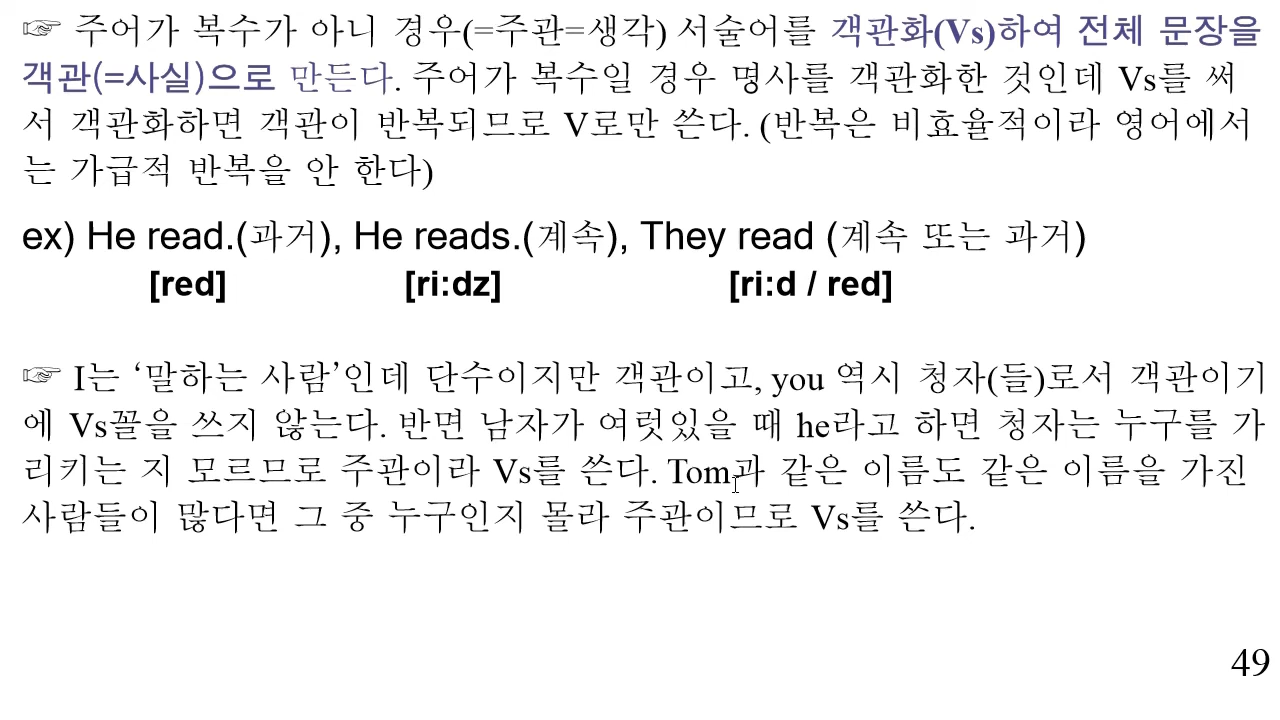 ☞ 주어가 복수가 아니 경우(=주관=생각) 서술어를 객관화(Vs)하여 전체 문장을
객관(=사실)으로 만든다. 주어가 복수일 경우 명사를 객관화한 것인데 Vs를 써
서 객관화하면 객관이 반복되므로 V로만 쓴다. (반복은 비효율적이라 영어에서
는 가급적 반복을 안 한다)
ex) He read.(과거), He reads.(계속), They read (계속 또는 과거)
[red] [ri:dz] [ri:d / red]
☞ I는 ‘말하는 사람’인데 단수이지만 객관이고, you 역시 청자(들)로서 객관이기
에 Vs꼴을 쓰지 않는다. 반면 남자가 여럿있을 때 he라고 하면 청자는 누구를 가
리키는 지 모르므로 주관이라 Vs를 쓴다. Tom과 같은 이름도 같은 이름을 가진
사람들이 많다면 그 중 누구인지 몰라 주관이므로 Vs를 쓴다.
49